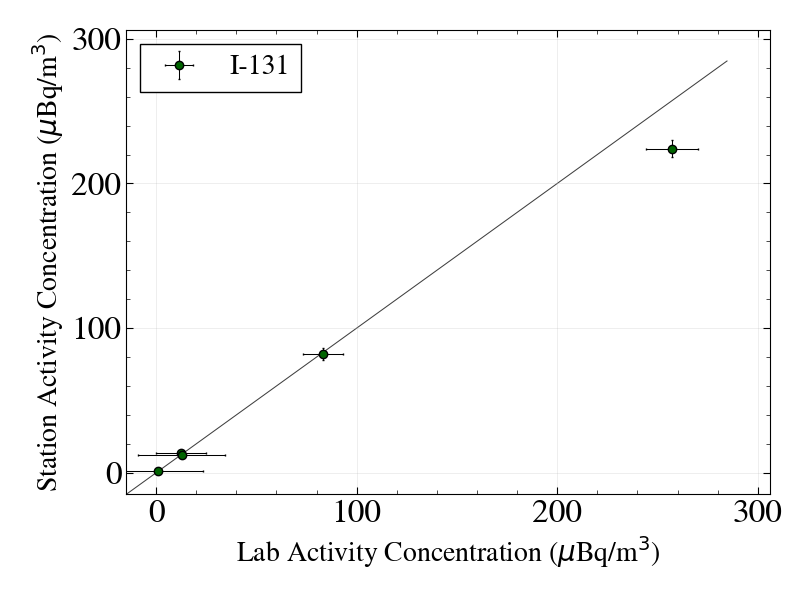 I-131
300
200
100
0
0
100
200
300
Station Activity Concentration (μBq/m³)
Lab Activity Concentration (μBq/m³)